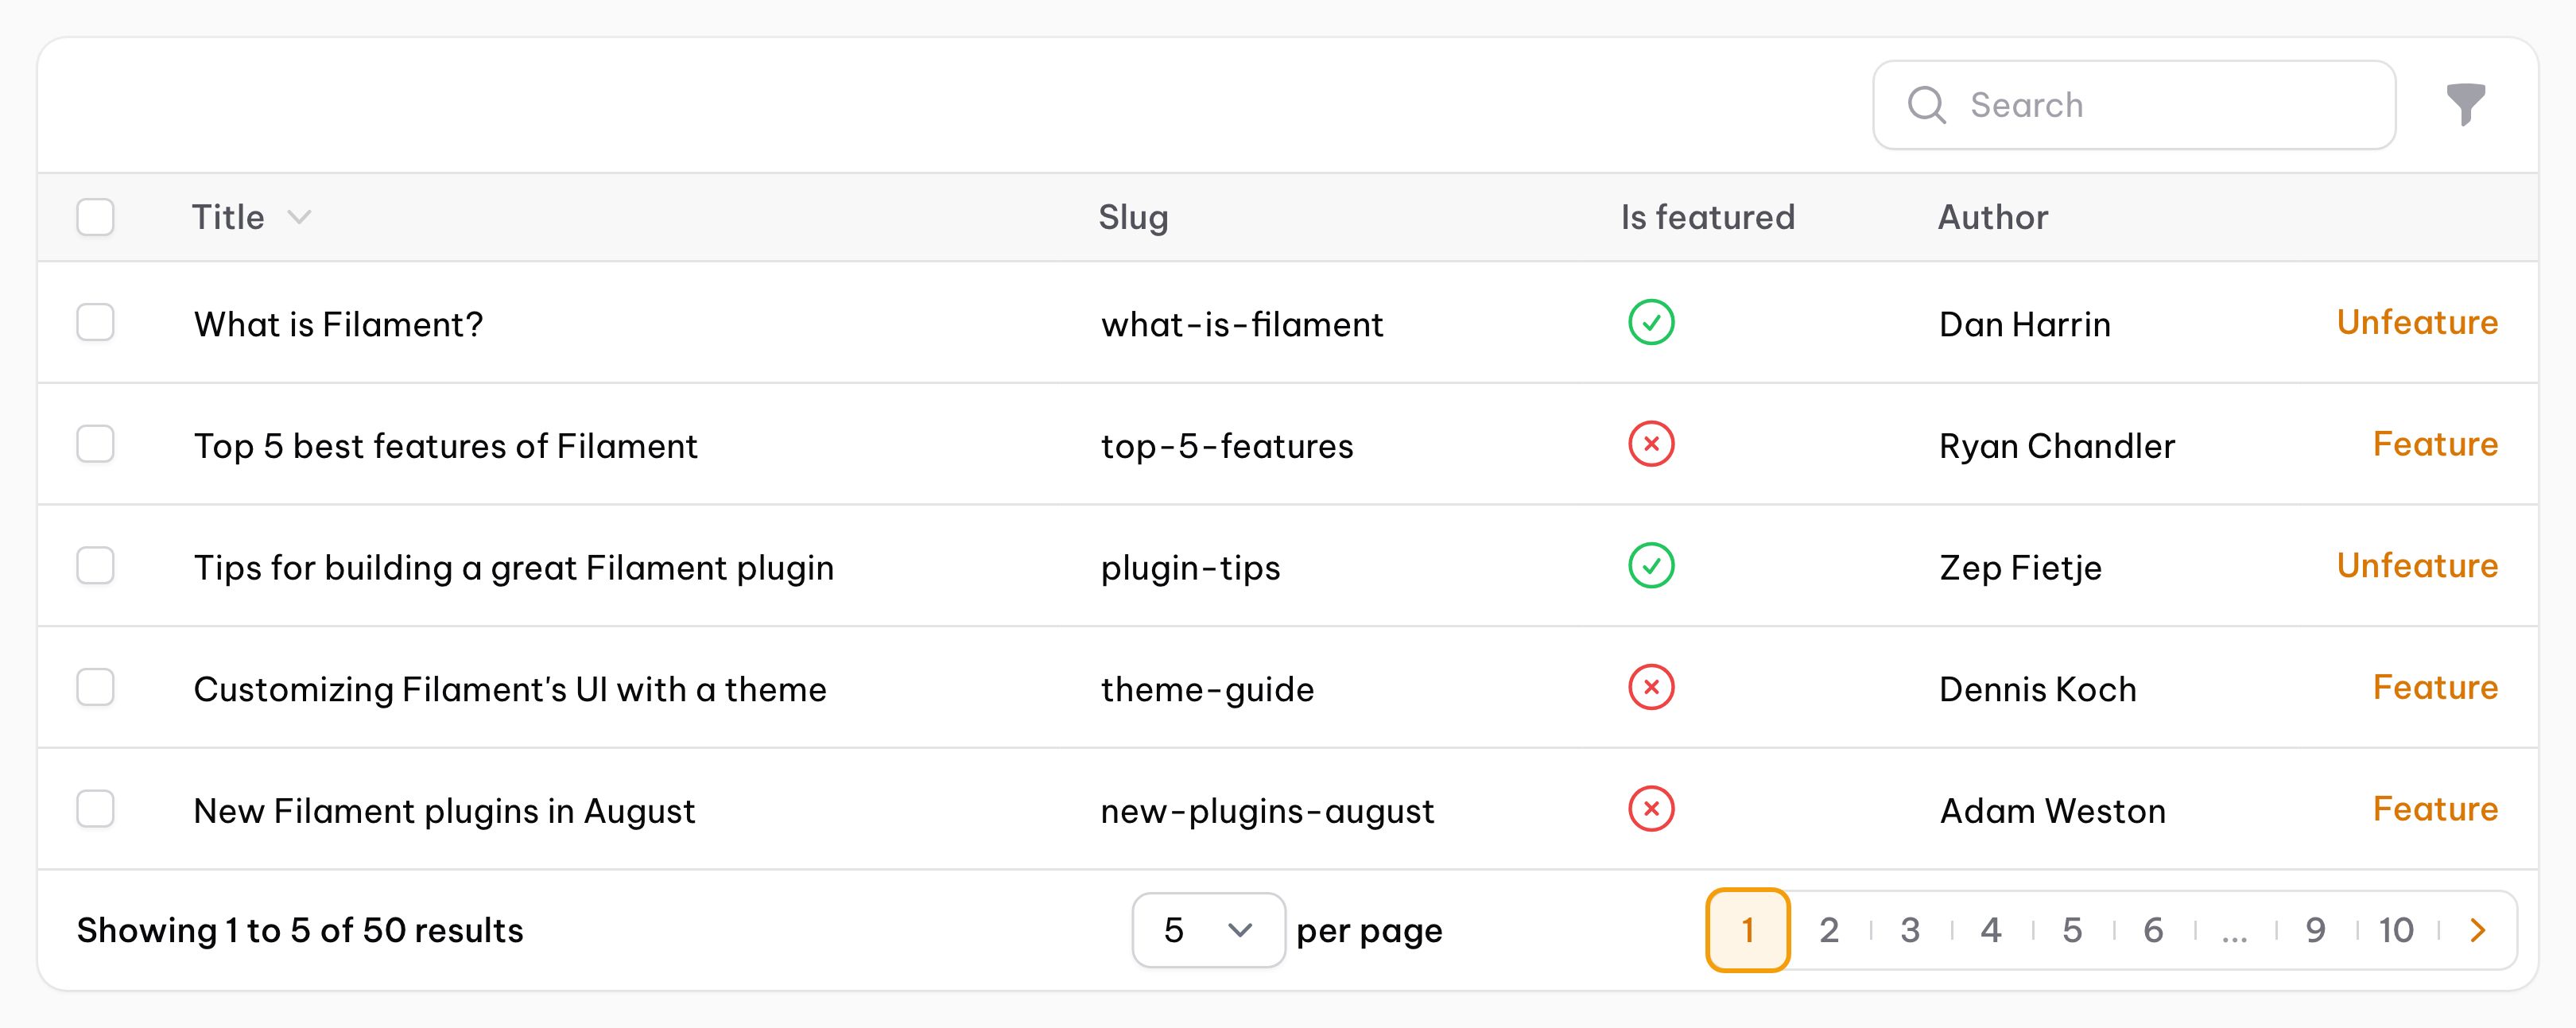 Search
Title Slug Is featured Author
What is Filament? what-is-filament Dan Harrin Unfeature
Top 5 best features of Filament top-5-features Ryan Chandler Feature
Tips for building a great Filament plugin plugin-tips Zep Fietje Unfeature
Customizing Filament's UI with a theme theme-guide Dennis Koch Feature
New Filament plugins in August new-plugins-august Adam Weston Feature
Showing 1 to 5 of 50 results 5 per page 1 2 3 4 5 6 ... 9 10